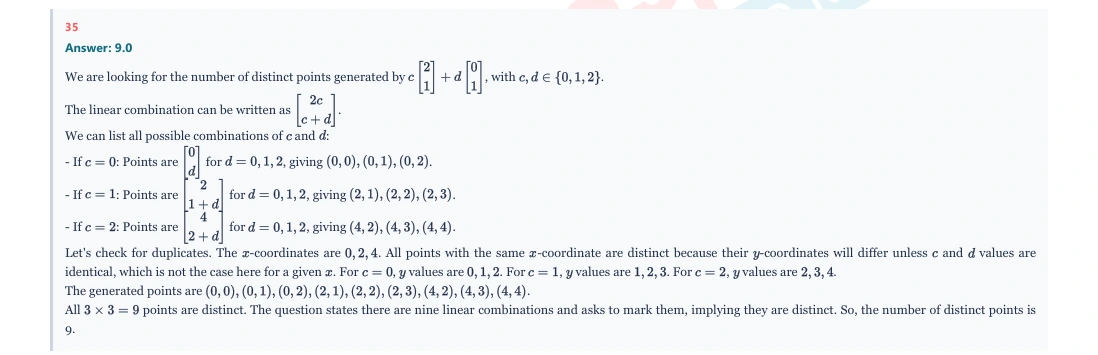 35
Answer: 9.0
We are looking for the number of distinct points generated by c [2 1] + d [0 1], with c, d ∈ {0, 1, 2}.
The linear combination can be written as [2c c + d].
We can list all possible combinations of c and d:
- If c = 0: Points are [0 d] for d = 0, 1, 2, giving (0, 0), (0, 1), (0, 2).
- If c = 1: Points are [2 1 + d] for d = 0, 1, 2, giving (2, 1), (2, 2), (2, 3).
- If c = 2: Points are [4 2 + d] for d = 0, 1, 2, giving (4, 2), (4, 3), (4, 4).
Let's check for duplicates. The x-coordinates are 0, 2, 4. All points with the same x-coordinate are distinct because their y-coordinates will differ unless c and d values are
identical, which is not the case here for a given x. For c = 0, y values are 0, 1, 2. For c = 1, y values are 1, 2, 3. For c = 2, y values are 2, 3, 4.
The generated points are (0, 0), (0, 1), (0, 2), (2, 1), (2, 2), (2, 3), (4, 2), (4, 3), (4, 4).
All 3 × 3 = 9 points are distinct. The question states there are nine linear combinations and asks to mark them, implying they are distinct. So, the number of distinct points is
9.